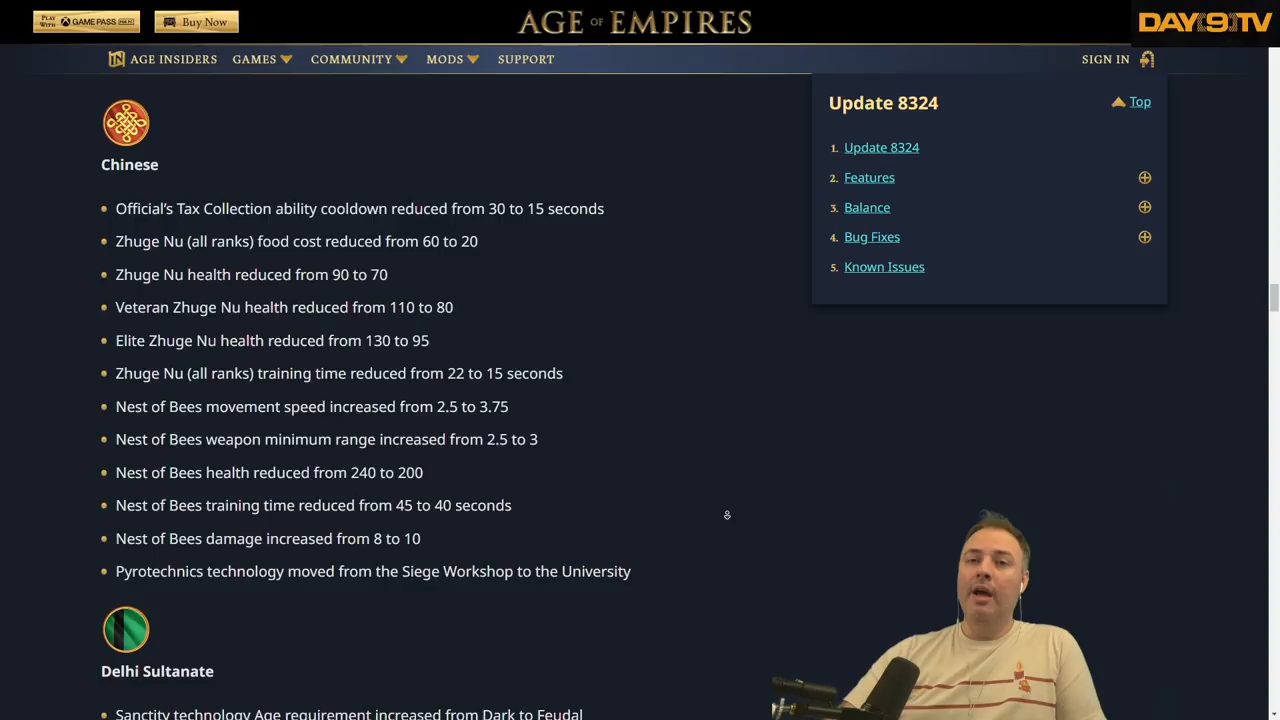 PLAY WITH XBOX GAME PASS FOR PC
Buy Now
AGE OF EMPIRES
DAY[9].TV
AGE INSIDERS
GAMES
COMMUNITY
MODS
SUPPORT
SIGN IN
Update 8324
Top
1. Update 8324
2. Features
3. Balance
4. Bug Fixes
5. Known Issues
Chinese
Official’s Tax Collection ability cooldown reduced from 30 to 15 seconds
Zhuge Nu (all ranks) food cost reduced from 60 to 20
Zhuge Nu health reduced from 90 to 70
Veteran Zhuge Nu health reduced from 110 to 80
Elite Zhuge Nu health reduced from 130 to 95
Zhuge Nu (all ranks) training time reduced from 22 to 15 seconds
Nest of Bees movement speed increased from 2.5 to 3.75
Nest of Bees weapon minimum range increased from 2.5 to 3
Nest of Bees health reduced from 240 to 200
Nest of Bees training time reduced from 45 to 40 seconds
Nest of Bees damage increased from 8 to 10
Pyrotechnics technology moved from the Siege Workshop to the University
Delhi Sultanate
Sanctity technology Age requirement increased from Dark to Feudal